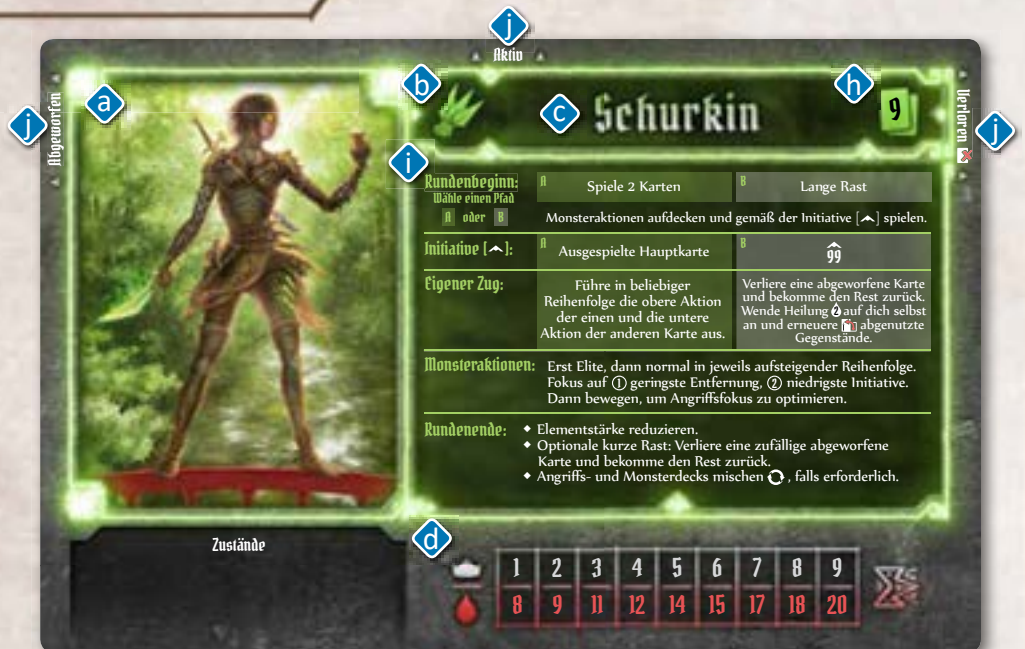 j
▲ Aktiv ▲
a
b
c
h
j
j
Abgeworfen
Schurkin
9
Verloren
i
Rundenbeginn:
Wähle einen Pfad
A oder B
A Spiele 2 Karten
B Lange Rast
Monsteraktionen aufdecken und gemäß der Initiative [ ] spielen.
Initiative [ ]:
A Ausgespielte Hauptkarte
B 99
Eigener Zug:
Führe in beliebiger
Reihenfolge die obere Aktion
der einen und die untere
Aktion der anderen Karte aus.
Verliere eine abgeworfene Karte
und bekomme den Rest zurück.
Wende Heilung 2 auf dich selbst
an und erneuere abgenutzte
Gegenstände.
Monsteraktionen:
Erst Elite, dann normal in jeweils aufsteigender Reihenfolge.
Fokus auf ① geringste Entfernung, ② niedrigste Initiative.
Dann bewegen, um Angriffsfokus zu optimieren.
Rundenende:
◆ Elementstärke reduzieren.
◆ Optionale kurze Rast: Verliere eine zufällige abgeworfene
Karte und bekomme den Rest zurück.
◆ Angriffs- und Monsterdecks mischen , falls erforderlich.
Zustände
d
1 2 3 4 5 6 7 8 9
8 9 11 12 14 15 17 18 20